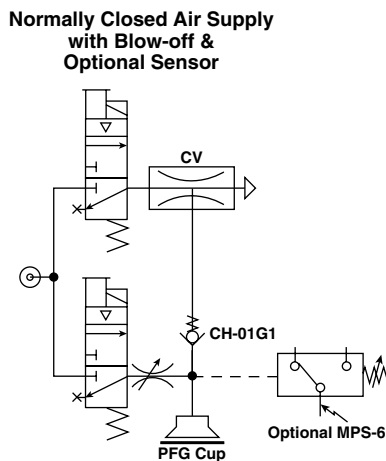 Normally Closed Air Supply
with Blow-off &
Optional Sensor
CV
CH-01G1
Optional MPS-6
PFG Cup